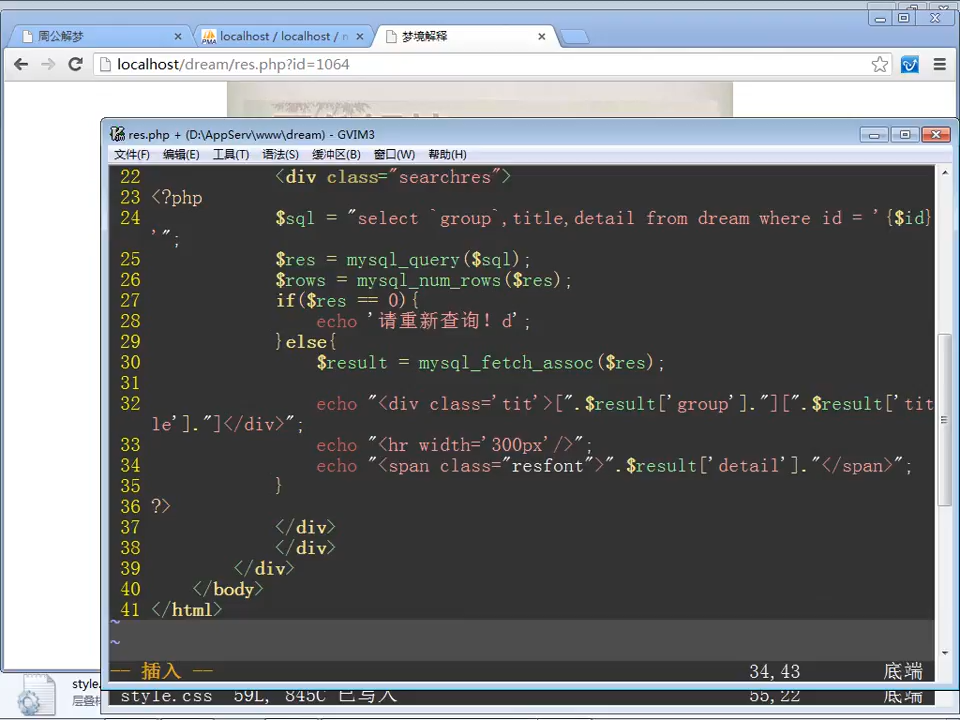 周公解梦
localhost / localhost /
梦境解释
localhost/dream/res.php?id=1064
res.php + (D:\AppServ\www\dream) - GVIM3
文件(F) 编辑(E) 工具(T) 语法(S) 缓冲区(B) 窗口(W) 帮助(H)
22 <div class="searchres">
23 <?php
24 $sql = "select `group`,title,detail from dream where id = '{$id}
'";
25 $res = mysql_query($sql);
26 $rows = mysql_num_rows($res);
27 if($res == 0){
28 echo '请重新查询! d';
29 }else{
30 $result = mysql_fetch_assoc($res);
31
32 echo "<div class='tit'>[".$result['group']."][".$result['tit
le']."]</div>";
33 echo "<hr width='300px'/>";
34 echo "<span class="resfont">".$result['detail']."</span>";
35 }
36 ?>
37 </div>
38 </div>
39 </div>
40 </body>
41 </html>
~
~
-- 插入 -- 34,43 底端
style.css 59L, 845C 已写入 55,22 底端
style.
层叠样